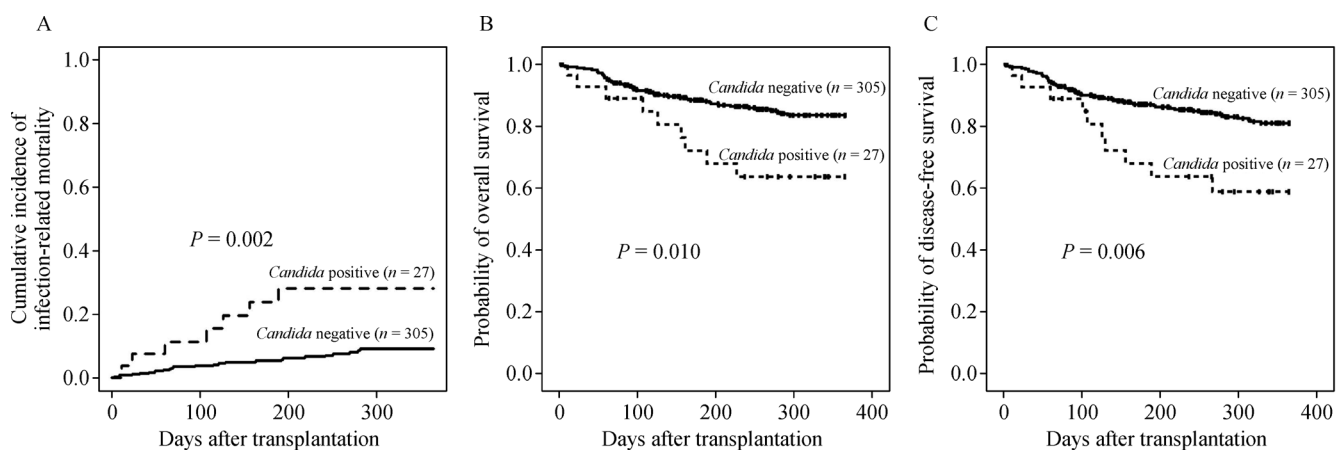 A
Cumulative incidence of
infection-related motrality
1.0
0.8
0.6
0.4
0.2
0.0
P = 0.002
Candida positive (n = 27)
Candida negative (n = 305)
0 100 200 300
Days after transplantation
B
Probability of overall survival
1.0
0.8
0.6
0.4
0.2
0.0
Candida negative (n = 305)
Candida positive (n = 27)
P = 0.010
0 100 200 300 400
Days after transplantation
C
Probability of disease-free survival
1.0
0.8
0.6
0.4
0.2
0.0
Candida negative (n = 305)
Candida positive (n = 27)
P = 0.006
0 100 200 300 400
Days after transplantation